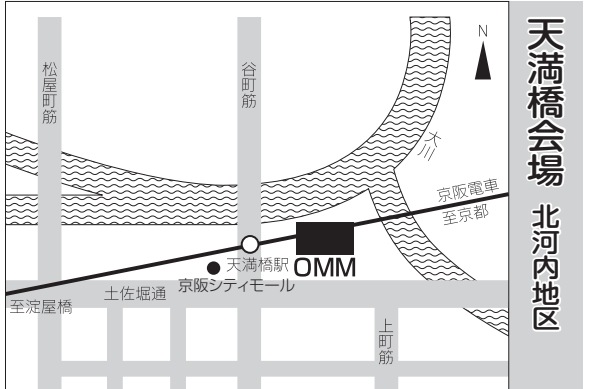 天満橋会場 北河内地区
N
松屋町筋
谷町筋
大川
京阪電車
至京都
天満橋駅
OMM
京阪シティモール
土佐堀通
至淀屋橋
上町筋